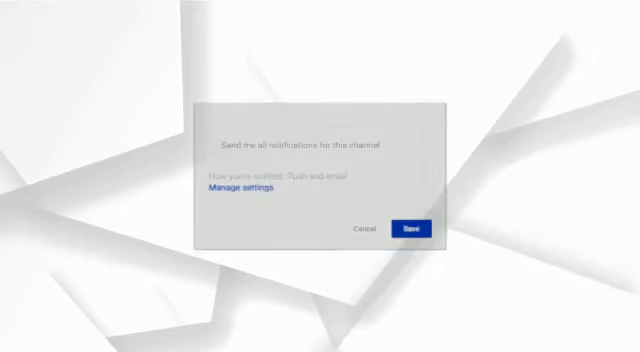 Send me all notifications for this channel
How you're notified: Push and email
Manage settings
Cancel
Save